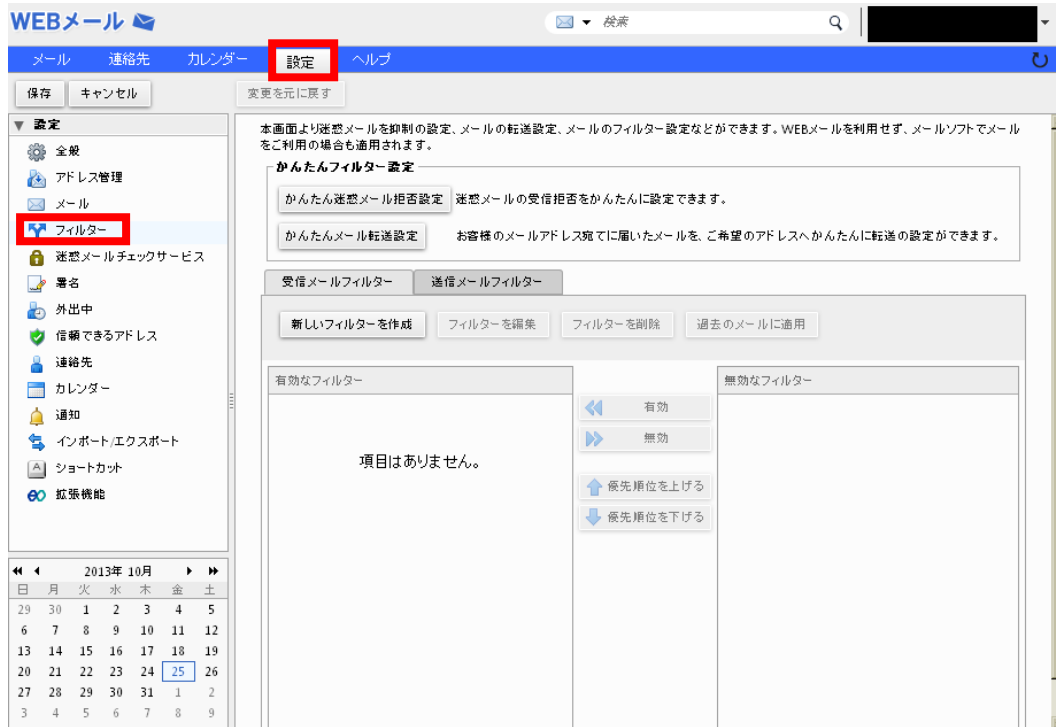 WEBメール
検索
メール 連絡先 カレンダー 設定 ヘルプ
保存 キャンセル 変更を元に戻す
設定
全般
アドレス管理
メール
フィルター
迷惑メールチェックサービス
署名
外出中
信頼できるアドレス
連絡先
カレンダー
通知
インポート/エクスポート
ショートカット
拡張機能
本画面より迷惑メールを抑制の設定、メールの転送設定、メールのフィルター設定などができます。WEBメールを利用せず、メールソフトでメール
をご利用の場合も適用されます。
かんたんフィルター設定
かんたん迷惑メール拒否設定 迷惑メールの受信拒否をかんたんに設定できます。
かんたんメール転送設定 お客様のメールアドレス宛てに届いたメールを、ご希望のアドレスへかんたんに転送の設定ができます。
受信メールフィルター 送信メールフィルター
新しいフィルターを作成 フィルターを編集 フィルターを削除 過去のメールに適用
有効なフィルター
項目はありません。
有効
無効
優先順位を上げる
優先順位を下げる
無効なフィルター
2013年 10月
日 月 火 水 木 金 土
29 30 1 2 3 4 5
6 7 8 9 10 11 12
13 14 15 16 17 18 19
20 21 22 23 24 25 26
27 28 29 30 31 1 2
3 4 5 6 7 8 9